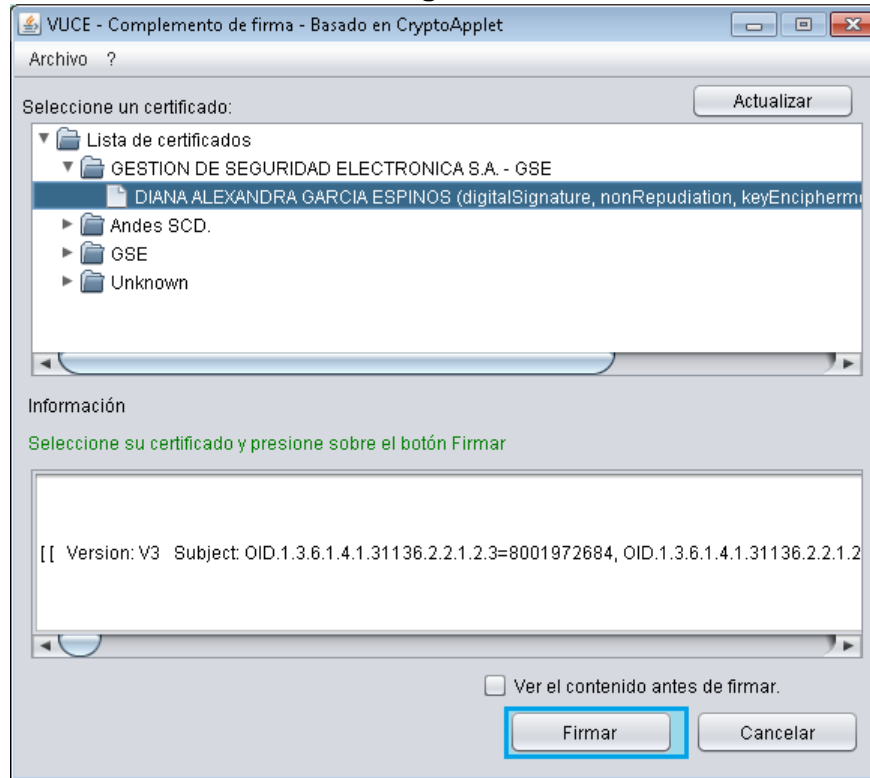 VUCE - Complemento de firma - Basado en CryptoApplet
Archivo ?
Seleccione un certificado:
Actualizar
Lista de certificados
GESTION DE SEGURIDAD ELECTRONICA S.A. - GSE
DIANA ALEXANDRA GARCIA ESPINOS (digitalSignature, nonRepudiation, keyEncipherm
Andes SCD.
GSE
Unknown
Información
Seleccione su certificado y presione sobre el botón Firmar
[ [ Version: V3 Subject: OID.1.3.6.1.4.1.31136.2.2.1.2.3=8001972684, OID.1.3.6.1.4.1.31136.2.2.1.2
Ver el contenido antes de firmar.
Firmar
Cancelar